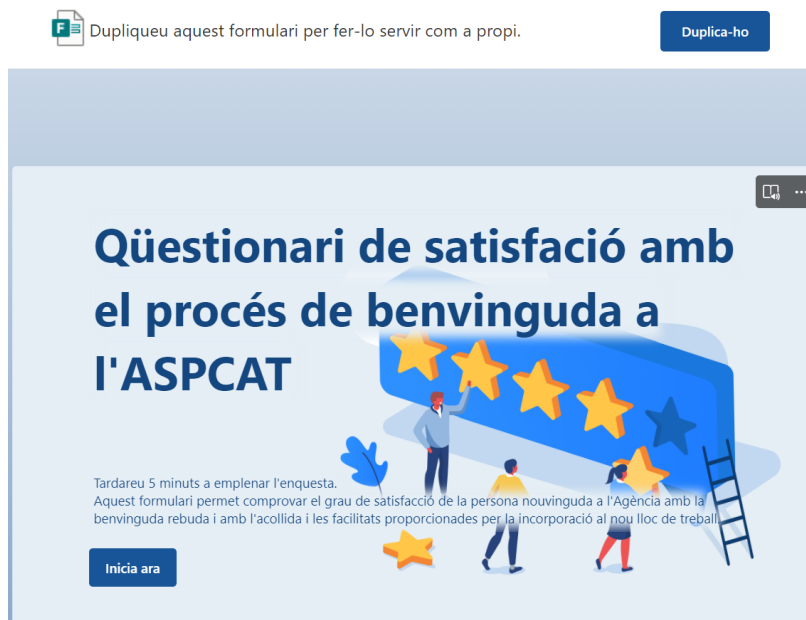 Dupliqueu aquest formulari per fer-lo servir com a propi.
Duplica-ho
Qüestionari de satisfació amb
el procés de benvinguda a
l'ASPCAT
Tardareu 5 minuts a emplenar l'enquesta.
Aquest formulari permet comprovar el grau de satisfacció de la persona nouvinguda a l'Agència amb la
benvinguda rebuda i amb l'acollida i les facilitats proporcionades per la incorporació al nou lloc de treball.
Inicia ara